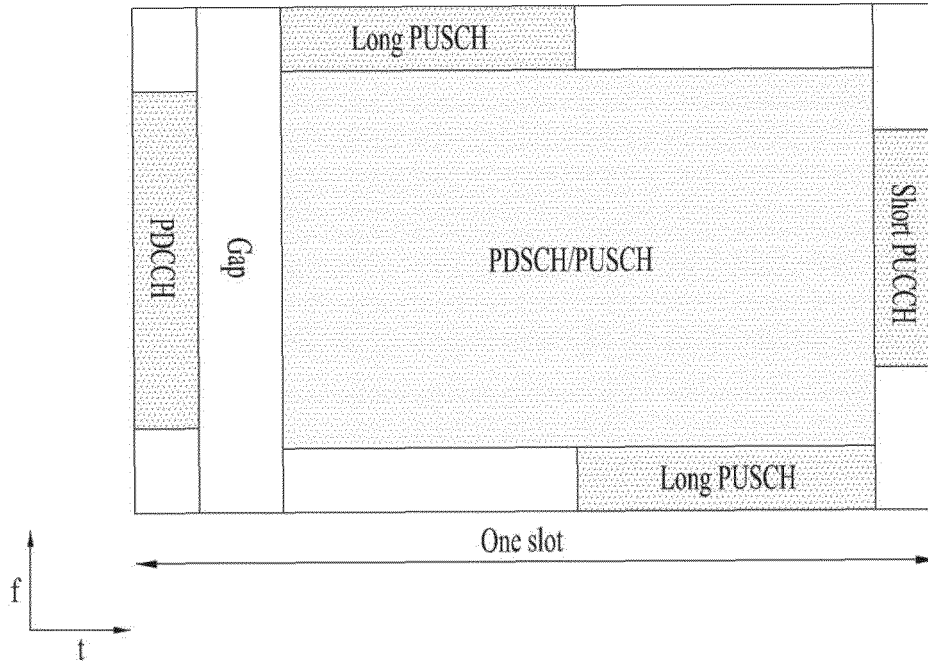 Long PUSCH
PDCCH
Gap
PDSCH/PUSCH
Short PUCCH
Long PUSCH
One slot
f
t